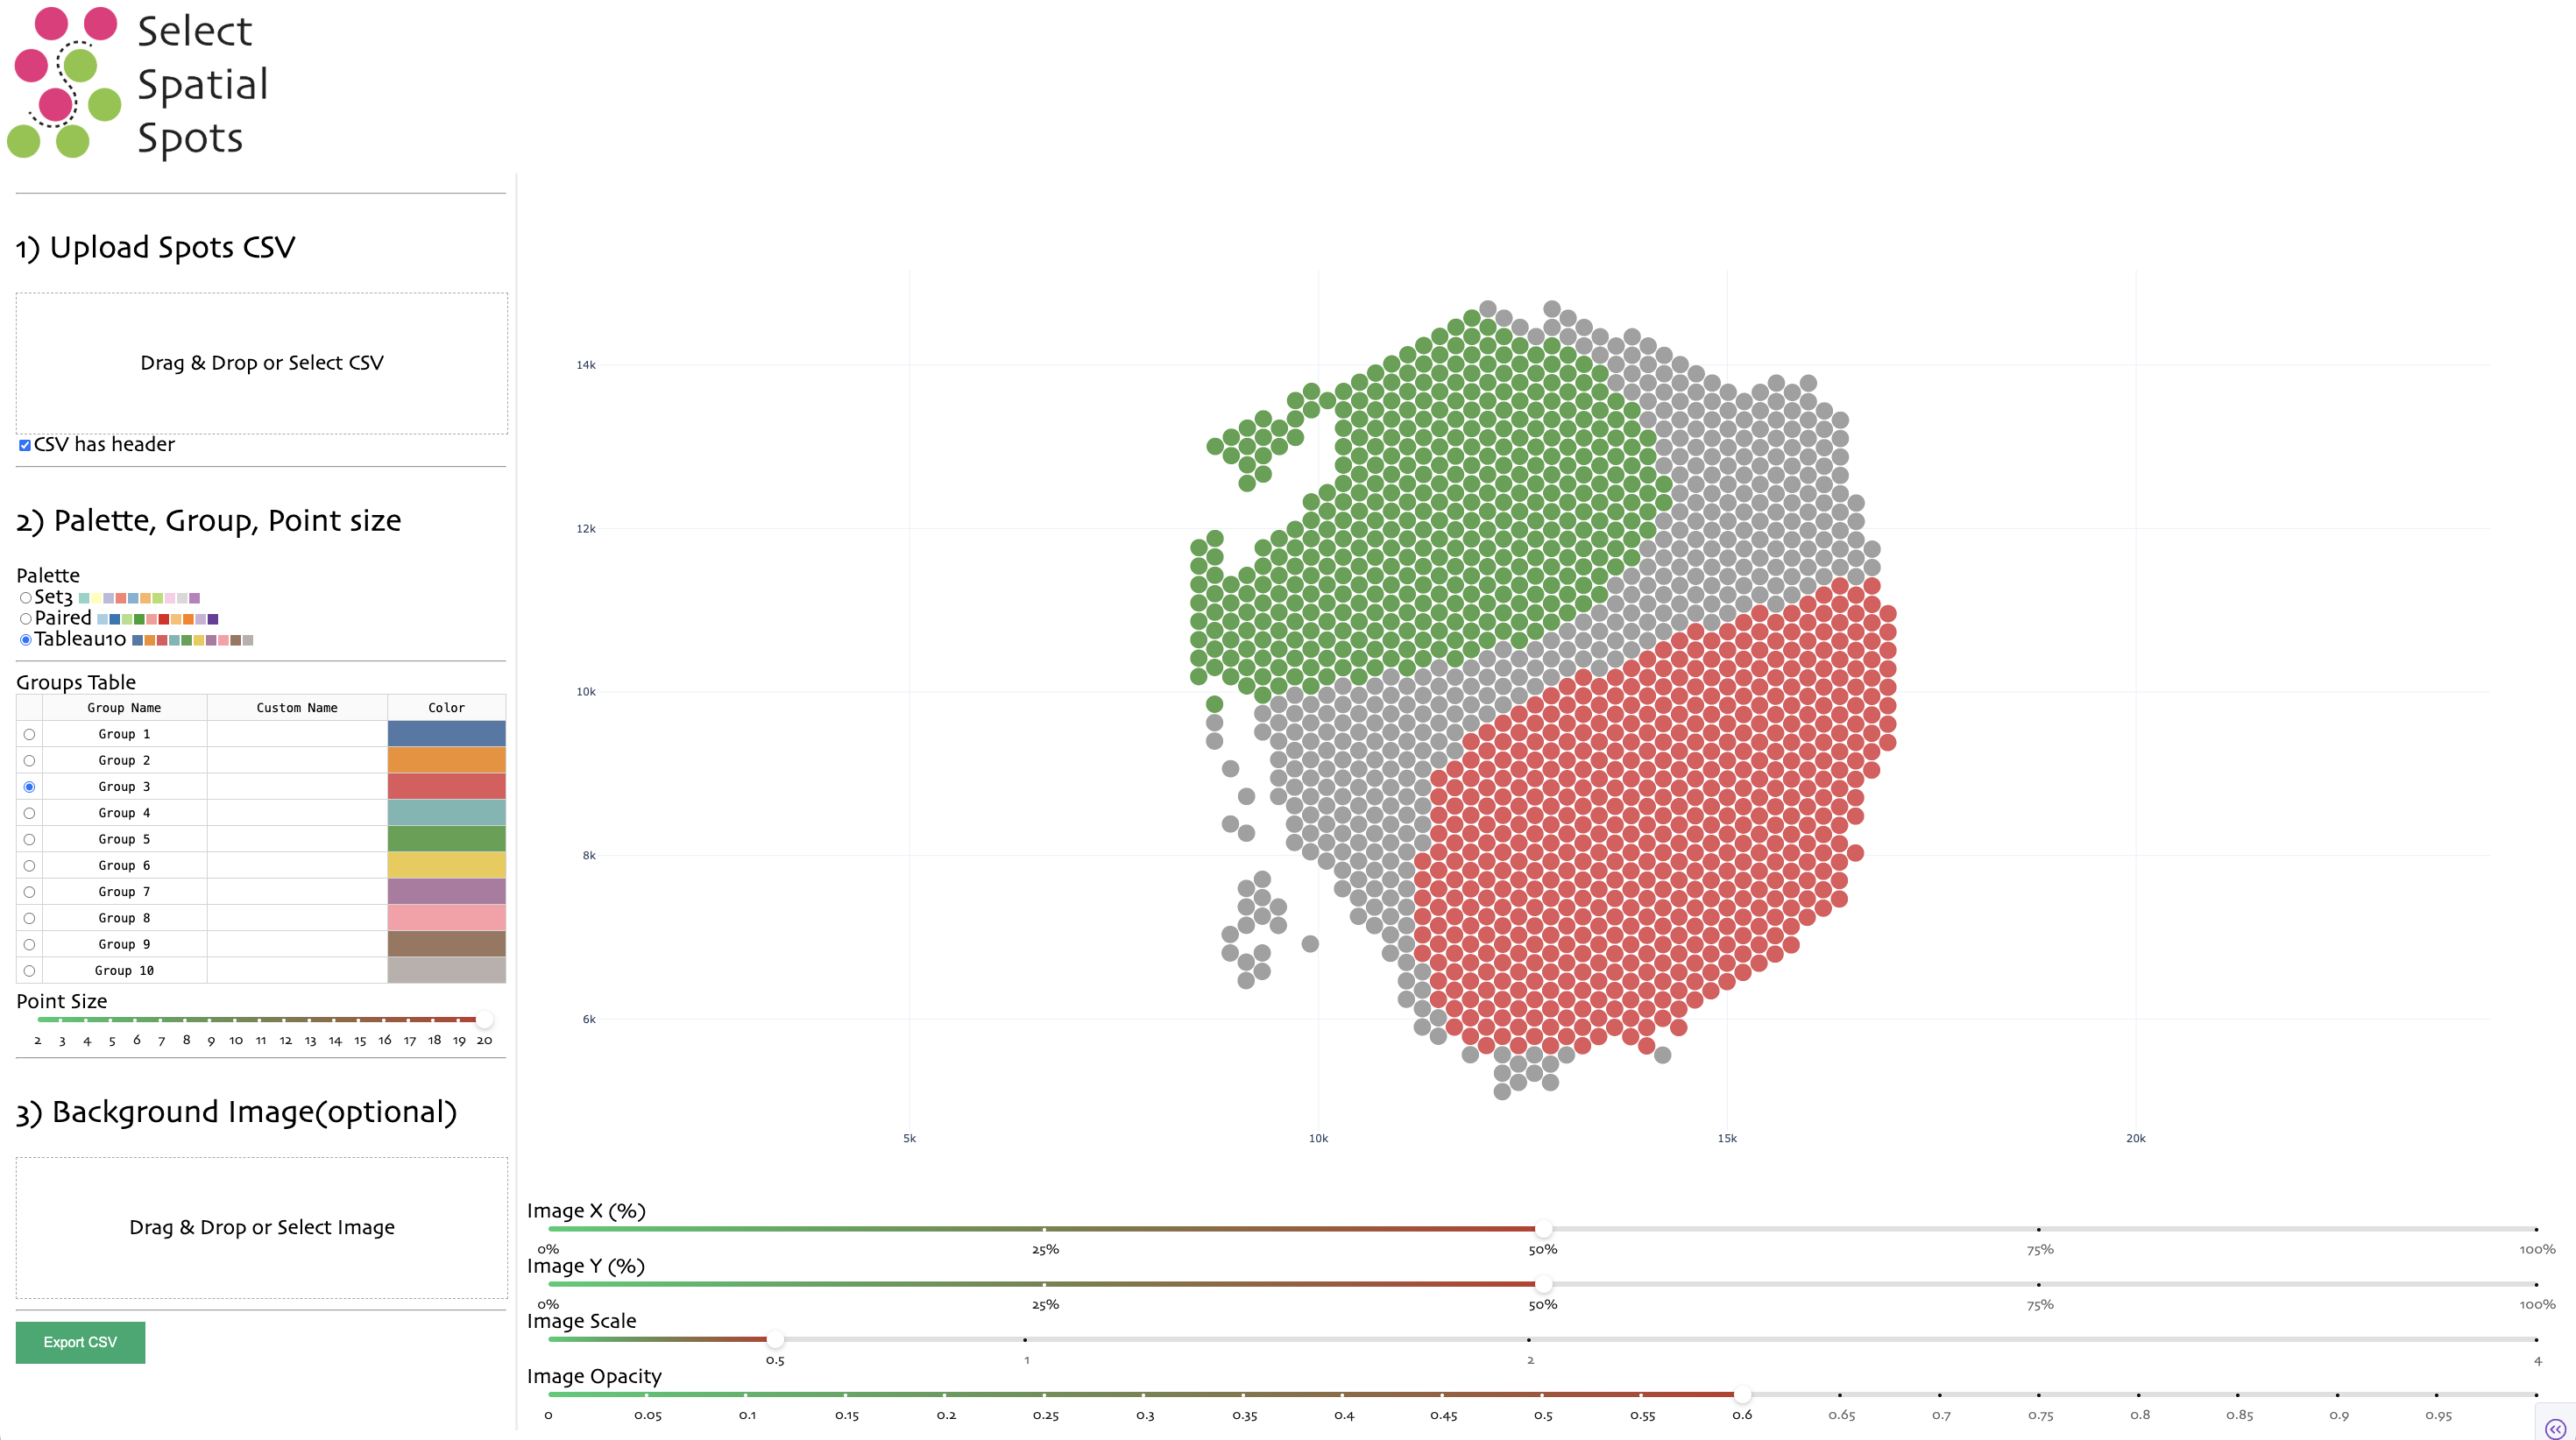 Select
Spatial
Spots
1) Upload Spots CSV
Drag & Drop or Select CSV
CSV has header
2) Palette, Group, Point size
Palette
Set3
Paired
Tableau10
Groups Table
Group Name Custom Name Color
Group 1
Group 2
Group 3
Group 4
Group 5
Group 6
Group 7
Group 8
Group 9
Group 10
Point Size
2 3 4 5 6 7 8 9 10 11 12 13 14 15 16 17 18 19 20
3) Background Image(optional)
Drag & Drop or Select Image
Export CSV
14k
12k
10k
8k
6k
5k 10k 15k 20k
Image X (%)
0% 25% 50% 75% 100%
Image Y (%)
0% 25% 50% 75% 100%
Image Scale
0.5 1 2 4
Image Opacity
0 0.05 0.1 0.15 0.2 0.25 0.3 0.35 0.4 0.45 0.5 0.55 0.6 0.65 0.7 0.75 0.8 0.85 0.9 0.95